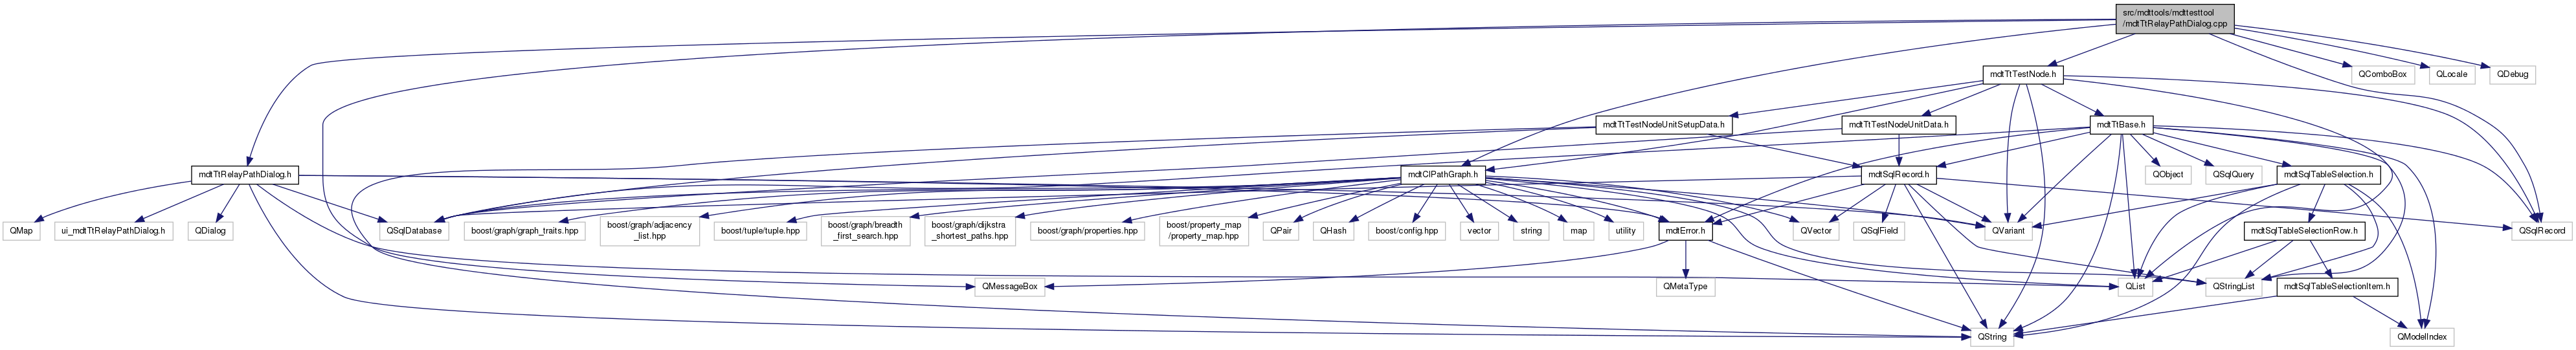 src/mdttools/mdttesttool
/mdtTtRelayPathDialog.cpp
mdtTtTestNode.h
QComboBox
QLocale
QDebug
mdtTtTestNodeUnitSetupData.h
mdtTtTestNodeUnitData.h
mdtTtBase.h
mdtTtRelayPathDialog.h
mdtClPathGraph.h
mdtSqlRecord.h
QObject
QSqlQuery
mdtSqlTableSelection.h
QMap
ui_mdtTtRelayPathDialog.h
QDialog
QSqlDatabase
boost/graph/graph_traits.hpp
boost/graph/adjacency
_list.hpp
boost/tuple/tuple.hpp
boost/graph/breadth
_first_search.hpp
boost/graph/dijkstra
_shortest_paths.hpp
boost/graph/properties.hpp
boost/property_map
/property_map.hpp
QPair
QHash
boost/config.hpp
vector
string
map
utility
mdtError.h
QVector
QSqlField
QVariant
mdtSqlTableSelectionRow.h
QSqlRecord
QMessageBox
QMetaType
QList
QStringList
mdtSqlTableSelectionItem.h
QString
QModelIndex